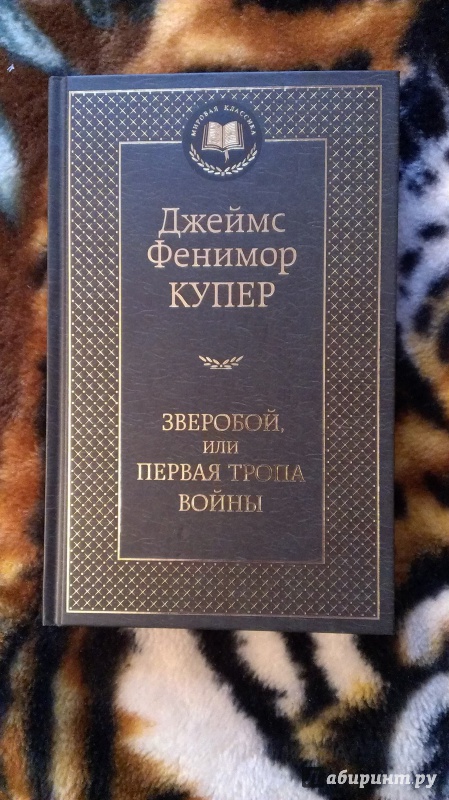 МИРОВАЯ КЛАССИКА
Джеймс
Фенимор
КУПЕР
ЗВЕРОБОЙ,
ИЛИ
ПЕРВАЯ ТРОПА
ВОЙНЫ
Лабиринт.ру